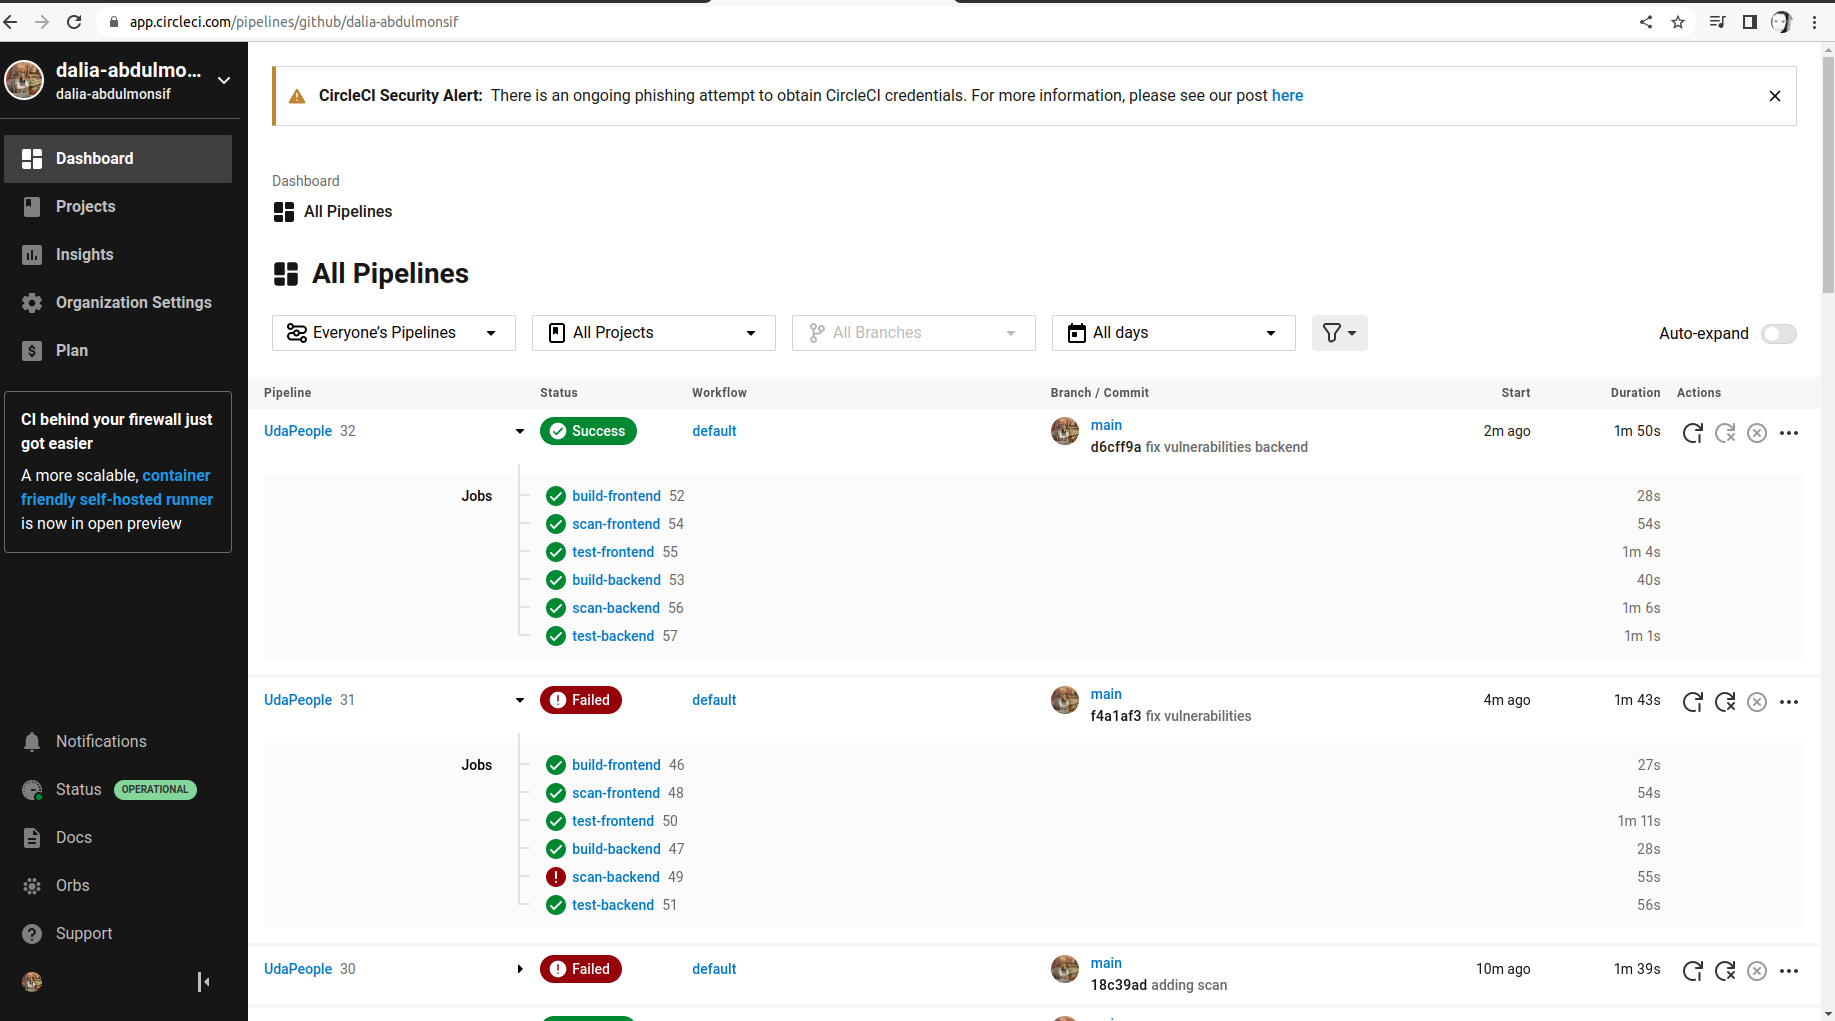 app.circleci.com/pipelines/github/dalia-abdulmonsif
dalia-abdulmo...
dalia-abdulmonsif
Dashboard
Projects
Insights
Organization Settings
Plan
CI behind your firewall just
got easier
A more scalable, container
friendly self-hosted runner
is now in open preview
Notifications
Status OPERATIONAL
Docs
Orbs
Support
CircleCI Security Alert: There is an ongoing phishing attempt to obtain CircleCI credentials. For more information, please see our post here
Dashboard
All Pipelines
All Pipelines
Everyone's Pipelines All Projects All Branches All days Auto-expand
Pipeline Status Workflow Branch / Commit Start Duration Actions
UdaPeople 32 Success default main 2m ago 1m 50s
d6cff9a fix vulnerabilities backend
Jobs build-frontend 52 28s
scan-frontend 54 54s
test-frontend 55 1m 4s
build-backend 53 40s
scan-backend 56 1m 6s
test-backend 57 1m 1s
UdaPeople 31 Failed default main 4m ago 1m 43s
f4a1af3 fix vulnerabilities
Jobs build-frontend 46 27s
scan-frontend 48 54s
test-frontend 50 1m 11s
build-backend 47 28s
scan-backend 49 55s
test-backend 51 56s
UdaPeople 30 Failed default main 10m ago 1m 39s
18c39ad adding scan